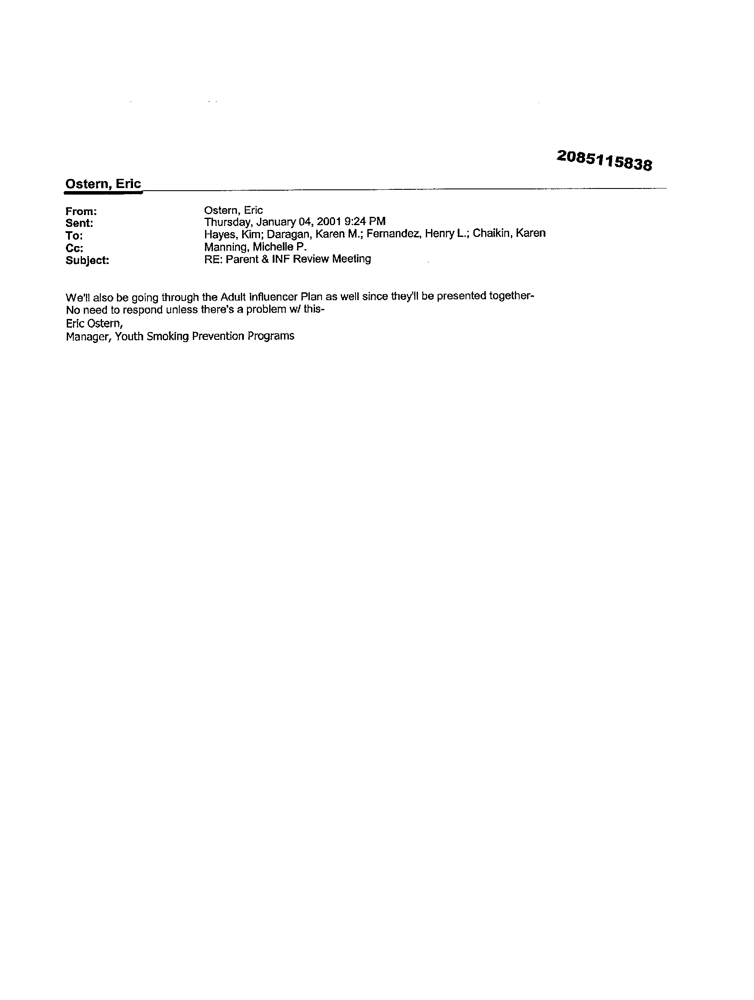 2085115838
Ostern, Eric
From: Ostern, Eric
Sent: Thursday, January 04, 2001 9:24 PM
To: Hayes, Kim; Daragan, Karen M.; Fernandez, Henry L.; Chaikin, Karen
Cc: Manning, Michelle P.
Subject: RE: Parent & INF Review Meeting
We'll also be going through the Adult Influencer Plan as well since they'll be presented together-
No need to respond unless there's a problem w/ this-
Eric Ostern,
Manager, Youth Smoking Prevention Programs